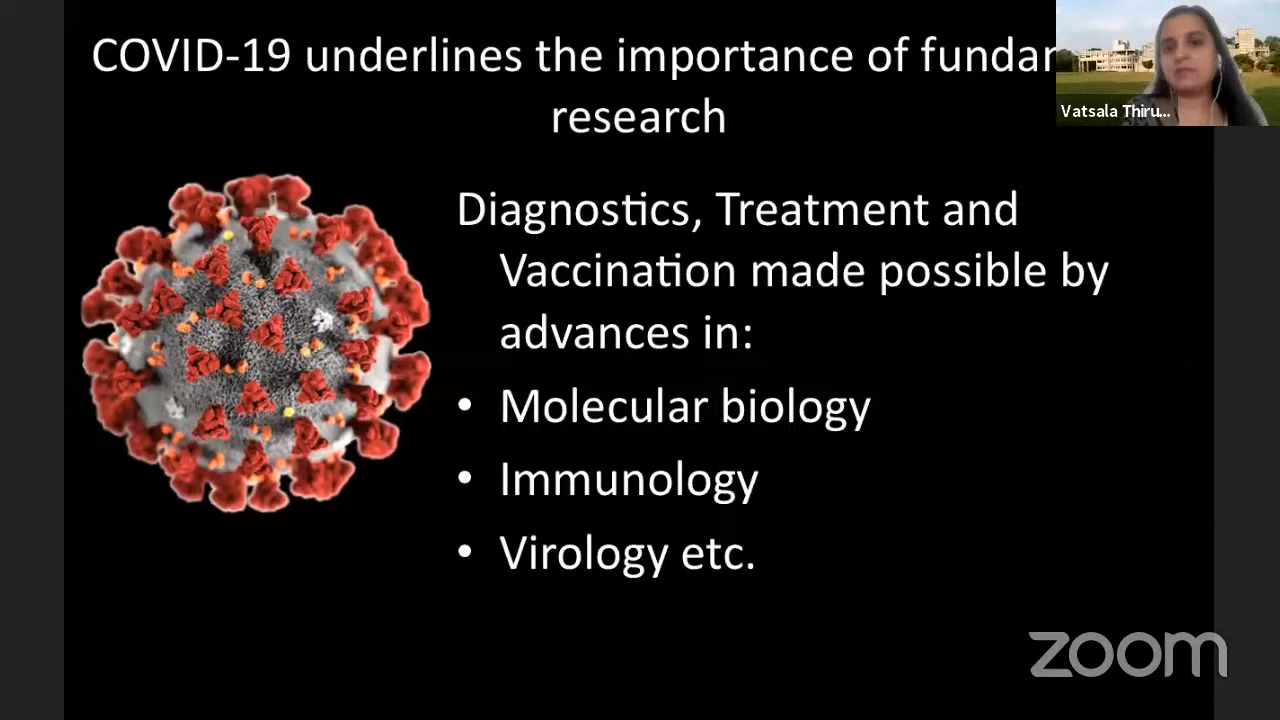 COVID-19 underlines the importance of fundam
research
Vatsala Thiru...
Diagnostics, Treatment and
Vaccination made possible by
advances in:
• Molecular biology
• Immunology
• Virology etc.
zoom